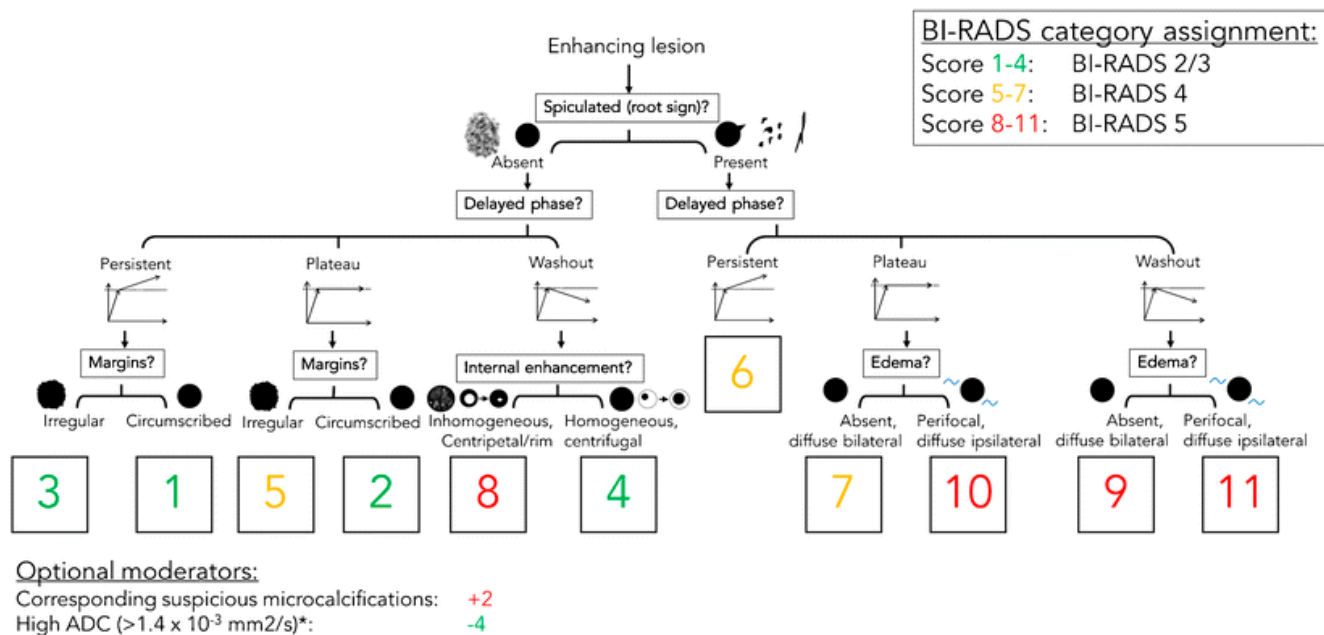 Enhancing lesion
BI-RADS category assignment:
Score 1-4: BI-RADS 2/3
Score 5-7: BI-RADS 4
Score 8-11: BI-RADS 5
Spiculated (root sign)?
Absent
Present
Delayed phase?
Delayed phase?
Persistent
Plateau
Washout
Persistent
Plateau
Washout
Margins?
Margins?
Internal enhancement?
6
Edema?
Edema?
Irregular
Circumscribed
Irregular
Circumscribed
Inhomogeneous,
Centripetal/rim
Homogeneous,
centrifugal
Absent,
diffuse bilateral
Perifocal,
diffuse ipsilateral
Absent,
diffuse bilateral
Perifocal,
diffuse ipsilateral
3
1
5
2
8
4
7
10
9
11
Optional moderators:
Corresponding suspicious microcalcifications: +2
High ADC (>1.4 x 10⁻³ mm2/s)*: -4